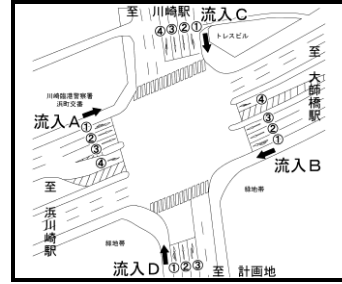 至 川崎駅 流入C
④③②①
トレスビル
至 大師橋駅
川崎臨港警察署
浜町交番
流入A
①
②
③
④
④
③
②
①
流入B
至 浜川崎駅
緑地帯
緑地帯
流入D ①②③ 至 計画地